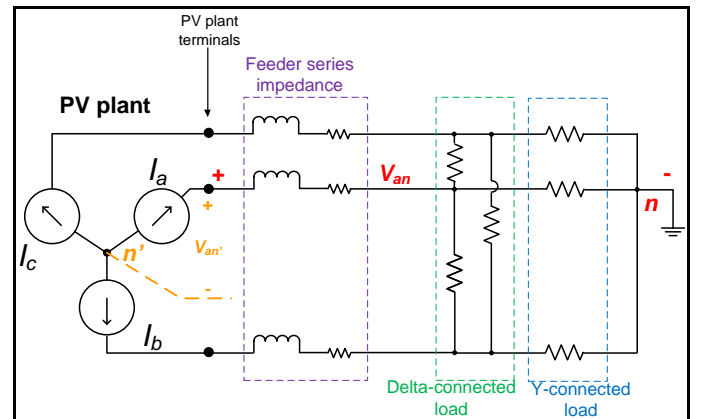 PV plant
terminals
Feeder series
impedance
PV plant
I_a
+
+
V_an
-
n
V_an'
n'
-
I_c
I_b
Delta-connected
load
Y-connected
load